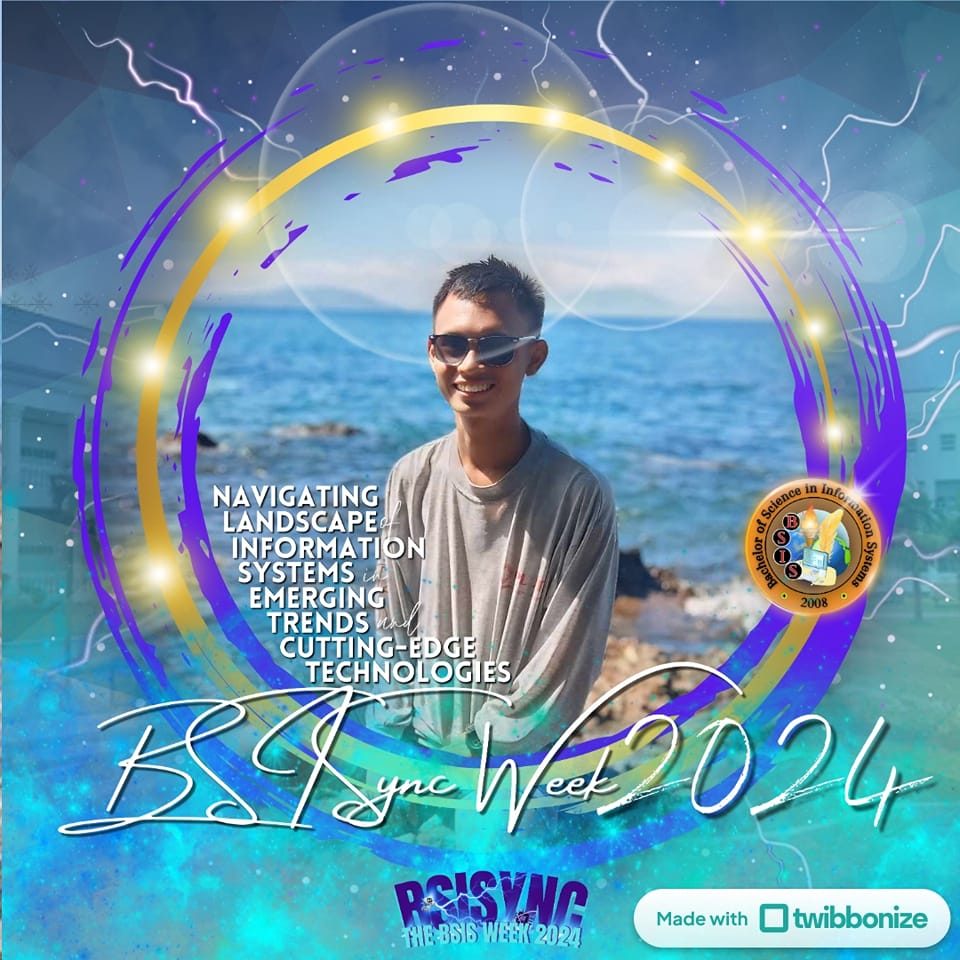 NAVIGATING
LANDSCAPE of
INFORMATION
SYSTEMS in
EMERGING
TRENDS and
CUTTING-EDGE
TECHNOLOGIES
Bachelor of Science in Information Systems
BSIS
2008
BSISync Week 2024
BSISYNC
THE BSIS WEEK 2024
Made with twibbonize